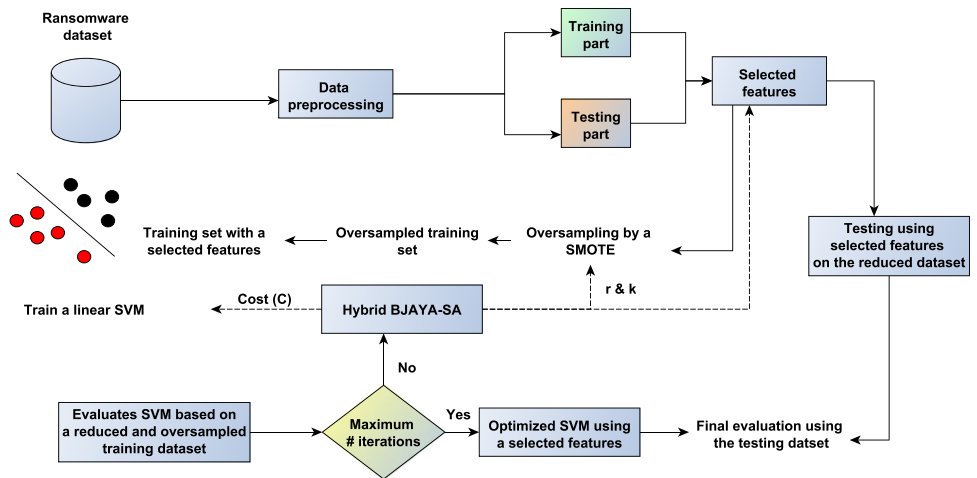 Ransomware
dataset
Data
preprocessing
Training
part
Testing
part
Selected
features
Training set with a
selected features
Oversampled training
set
Oversampling by a
SMOTE
Testing using
selected features
on the reduced dataset
r & k
Train a linear SVM
Cost (C)
Hybrid BJAYA-SA
No
Evaluates SVM based on
a reduced and oversampled
training dataset
Maximum
# iterations
Yes
Optimized SVM using
a selected features
Final evaluation using
the testing datset